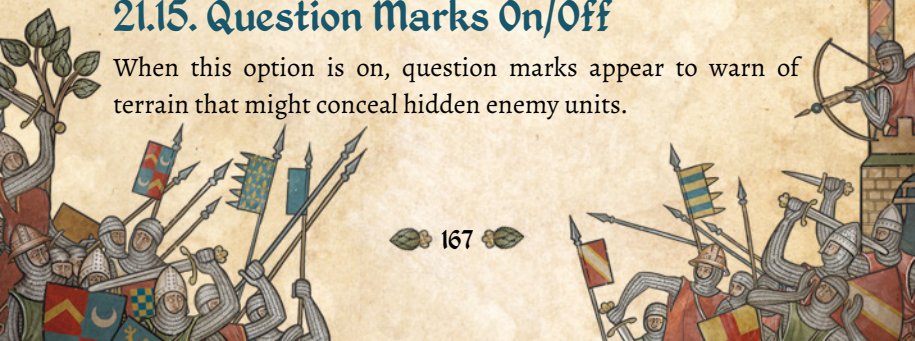 21.15. Question Marks On/Off
When this option is on, question marks appear to warn of
terrain that might conceal hidden enemy units.
167